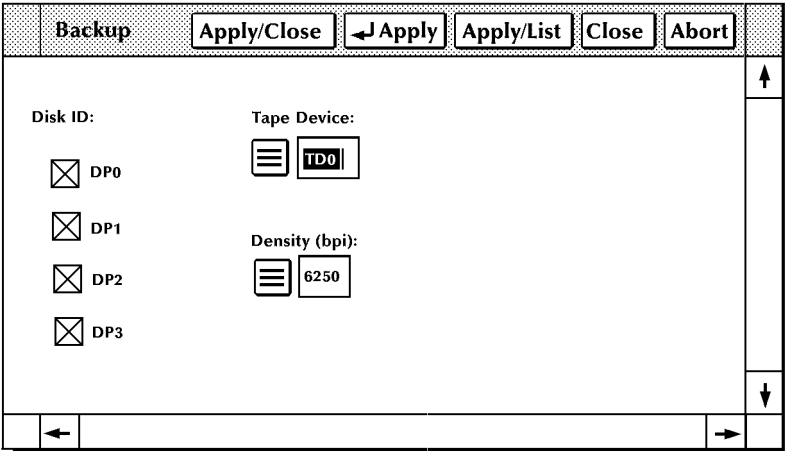 Backup Apply/Close Apply Apply/List Close Abort
Disk ID: Tape Device:
DP0 TD0
DP1
Density (bpi):
DP2 6250
DP3